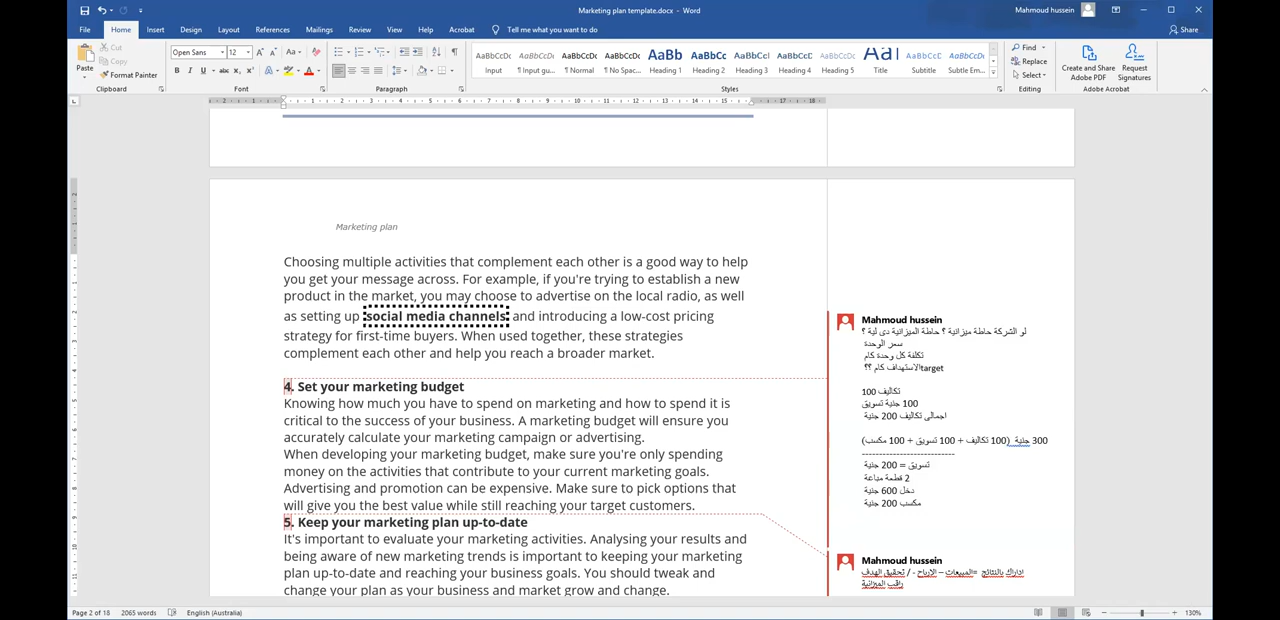 Marketing plan template.docx - Word
Mahmoud hussein
File Home Insert Design Layout References Mailings Review View Help Acrobat Tell me what you want to do Share
Paste
Cut
Copy
Format Painter
Clipboard
Open Sans 12
Font
Paragraph
AaBbCcDc AaBbCcDc AaBbCcDc AaBbCcDc AaBb AaBbCc AaBbCcI AaBbCc AaBbCc AaI AaBbCcD AaBbCcDc
Input ¶ Input gu... ¶ Normal ¶ No Spac... Heading 1 Heading 2 Heading 3 Heading 4 Heading 5 Title Subtitle Subtle Em...
Styles
Find
Replace
Select
Editing
Create and Share
Adobe PDF
Request
Signatures
Adobe Acrobat
Marketing plan
Choosing multiple activities that complement each other is a good way to help
you get your message across. For example, if you're trying to establish a new
product in the market, you may choose to advertise on the local radio, as well
as setting up social media channels and introducing a low-cost pricing
strategy for first-time buyers. When used together, these strategies
complement each other and help you reach a broader market.
4. Set your marketing budget
Knowing how much you have to spend on marketing and how to spend it is
critical to the success of your business. A marketing budget will ensure you
accurately calculate your marketing campaign or advertising.
When developing your marketing budget, make sure you're only spending
money on the activities that contribute to your current marketing goals.
Advertising and promotion can be expensive. Make sure to pick options that
will give you the best value while still reaching your target customers.
5. Keep your marketing plan up-to-date
It's important to evaluate your marketing activities. Analysing your results and
being aware of new marketing trends is important to keeping your marketing
plan up-to-date and reaching your business goals. You should tweak and
change your plan as your business and market grow and change.
Mahmoud hussein
لو الشركة حاطة ميزانية ؟ حاطة الميزانية دى لية ؟
سعر الوحدة
تكلفة كل وحدة كام
الاستهداف كام ؟؟target
تكاليف 100
100 جنية تسويق
اجمالى تكاليف 200 جنية
300 جنية (100 تكاليف + 100 تسويق + 100 مكسب)
--------------------------
تسويق = 200 جنية
2 قطعة مباعة
دخل 600 جنية
مكسب 200 جنية
Mahmoud hussein
اداراك بالنتائج =المبيعات – الارباح - / تحقيق الهدف
راقب الميزانية
Page 2 of 18 2065 words English (Australia) 130%